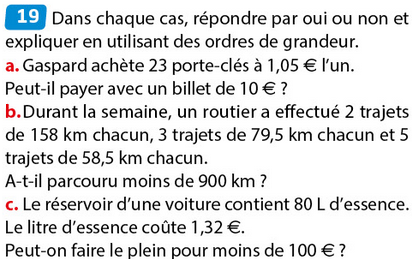 19 Dans chaque cas, répondre par oui ou non et
expliquer en utilisant des ordres de grandeur.
a. Gaspard achète 23 porte-clés à 1,05 € l'un.
Peut-il payer avec un billet de 10 € ?
b. Durant la semaine, un routier a effectué 2 trajets
de 158 km chacun, 3 trajets de 79,5 km chacun et 5
trajets de 58,5 km chacun.
A-t-il parcouru moins de 900 km ?
c. Le réservoir d'une voiture contient 80 L d'essence.
Le litre d'essence coûte 1,32 €.
Peut-on faire le plein pour moins de 100 € ?